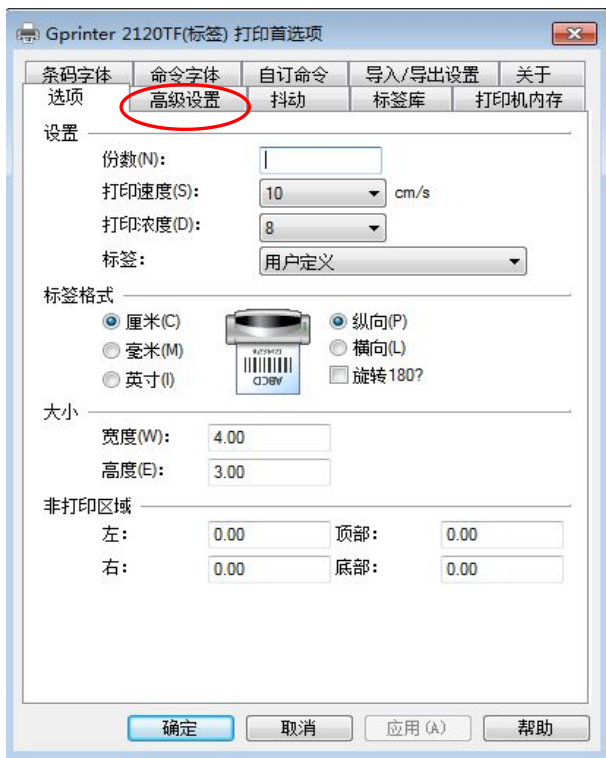 Gprinter 2120TF(标签) 打印首选项
条码字体 命令字体 自订命令 导入/导出设置 关于
选项 高级设置 抖动 标签库 打印机内存
设置
份数(N):
打印速度(S): 10 cm/s
打印浓度(D): 8
标签: 用户定义
标签格式
厘米(C) 纵向(P)
毫米(M) 横向(L)
英寸(I) 旋转180?
ABCD
大小
宽度(W): 4.00
高度(E): 3.00
非打印区域
左: 0.00 顶部: 0.00
右: 0.00 底部: 0.00
确定 取消 应用(A) 帮助